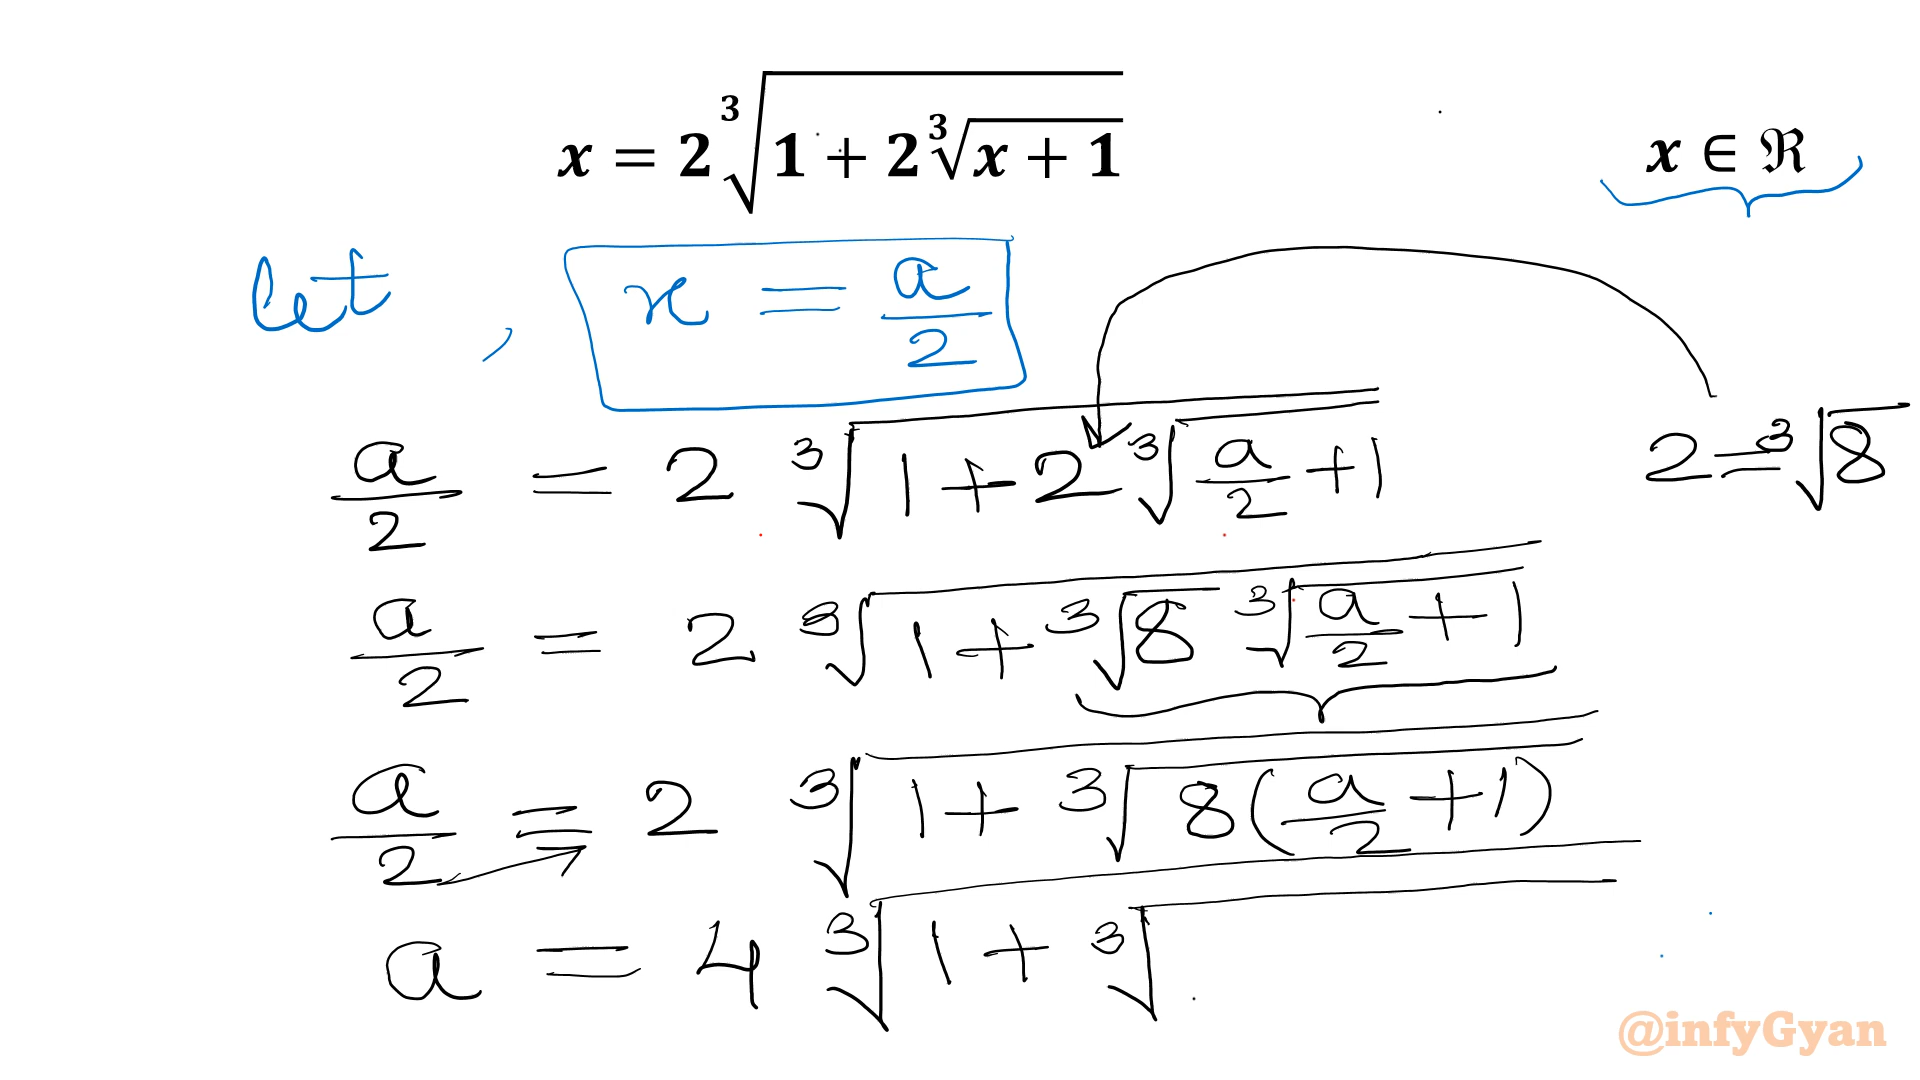 x = 2∛(1 + 2∛(x + 1))
x ∈ ℜ
let , x = a/2
a/2 = 2 ∛(1 + 2 ∛(a/2 + 1))
2 = ∛8
a/2 = 2 ∛(1 + ∛8 ∛(a/2 + 1))
a/2 = 2 ∛(1 + ∛(8(a/2 + 1)))
a = 4 ∛(1 + ∛
@infyGyan